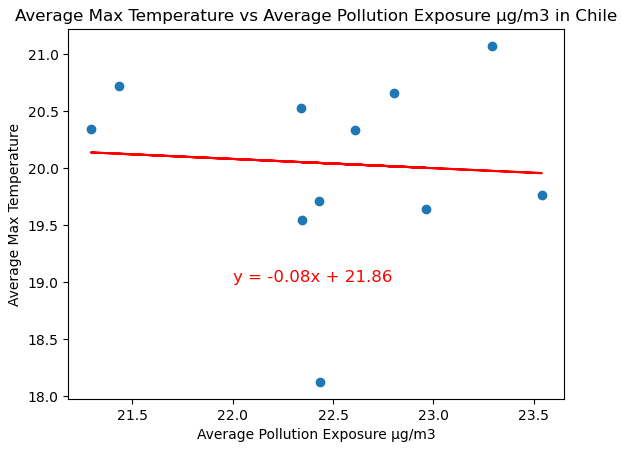 Average Max Temperature vs Average Pollution Exposure µg/m3 in Chile
21.0
20.5
20.0
19.5
19.0
18.5
18.0
Average Max Temperature
y = -0.08x + 21.86
21.5 22.0 22.5 23.0 23.5
Average Pollution Exposure µg/m3